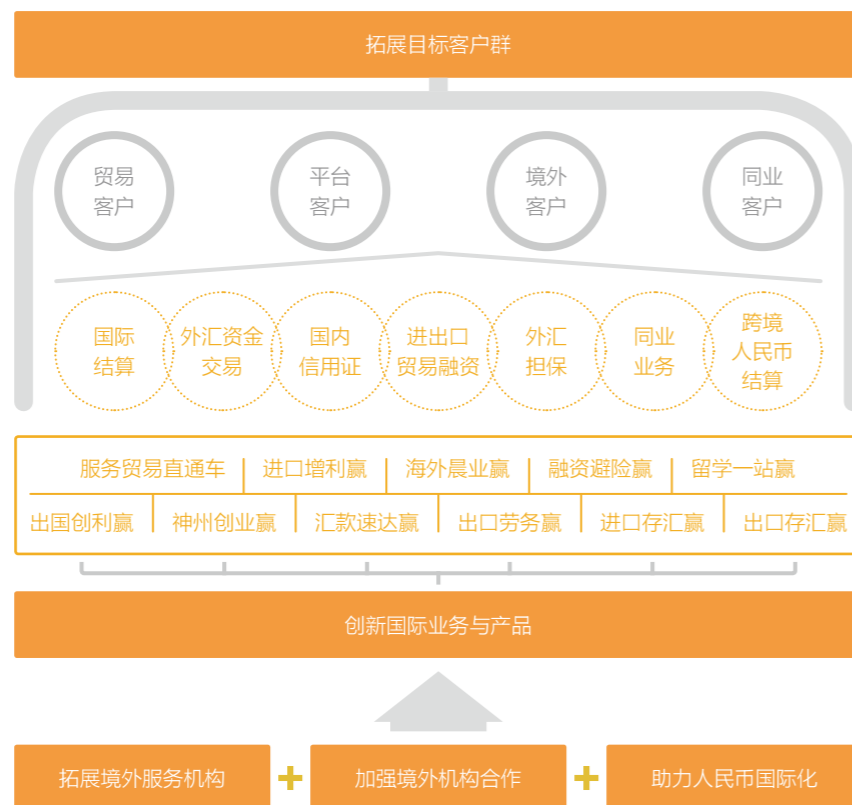 拓展目标客户群
贸易
客户
平台
客户
境外
客户
同业
客户
国际
结算
外汇资金
交易
国内
信用证
进出口
贸易融资
外汇
担保
同业
业务
跨境
人民币
结算
服务贸易直通车 进口增利赢 海外晨业赢 融资避险赢 留学一站赢
出国创利赢 神州创业赢 汇款速达赢 出口劳务赢 进口存汇赢 出口存汇赢
创新国际业务与产品
拓展境外服务机构 + 加强境外机构合作 + 助力人民币国际化